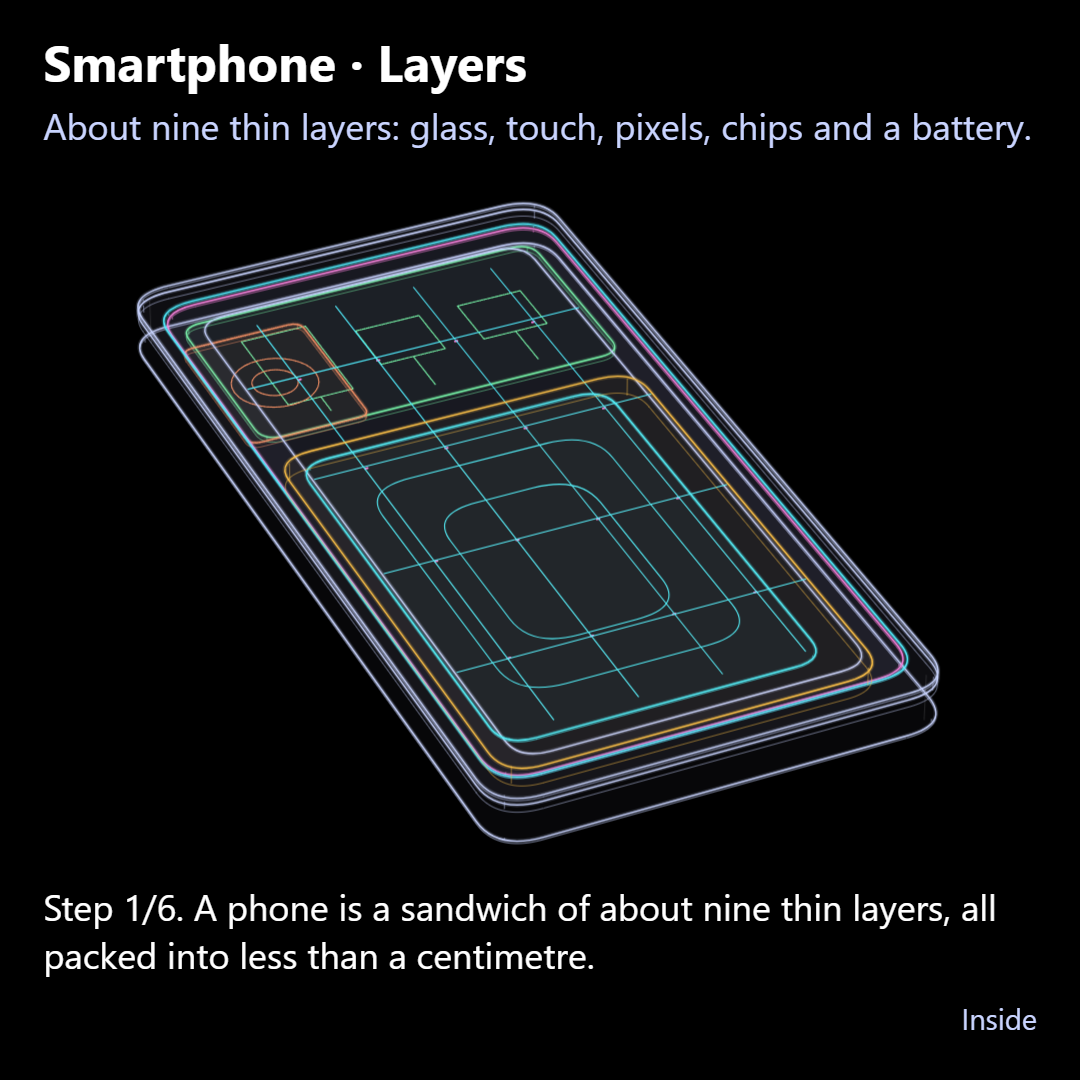 Smartphone · Layers
About nine thin layers: glass, touch, pixels, chips and a battery.
Step 1/6. A phone is a sandwich of about nine thin layers, all
packed into less than a centimetre.
Inside